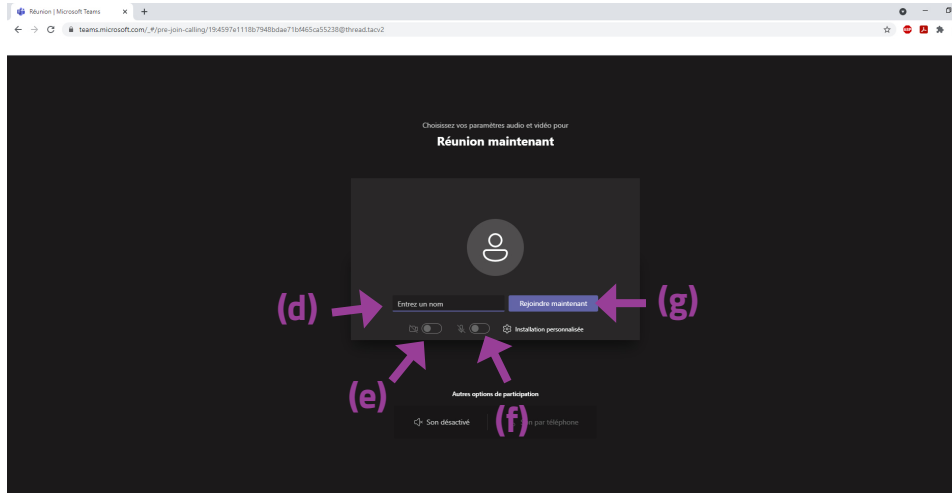 Réunion | Microsoft Teams
teams.microsoft.com/_#/pre-join-calling/19:4597e1118b7948bdae71bf465ca55238@thread.tacv2
Choisissez vos paramètres audio et vidéo pour
Réunion maintenant
(d)
Entrez un nom
Rejoindre maintenant
(g)
Installation personnalisée
(e)
Autres options de participation
Son désactivé
(f)
par téléphone